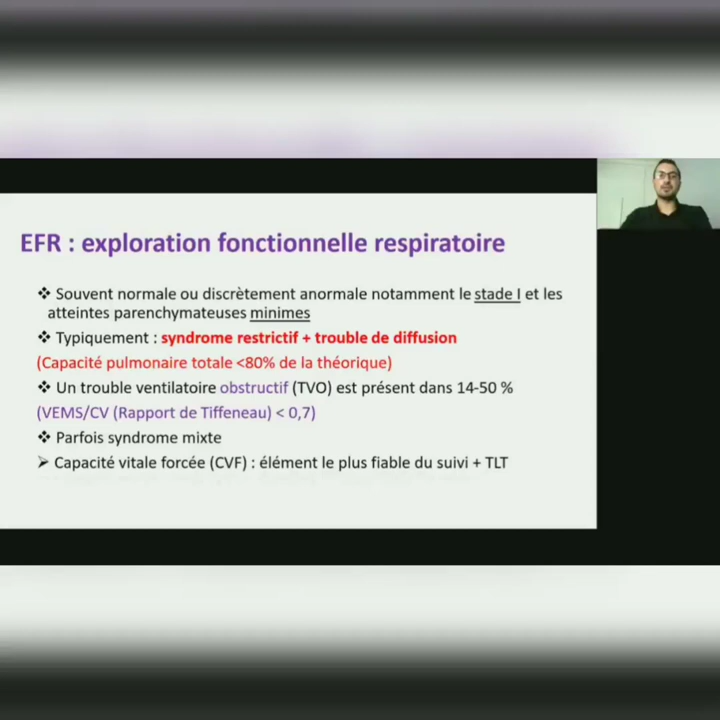 EFR : exploration fonctionnelle respiratoire
❖ Souvent normale ou discrètement anormale notamment le stade I et les
atteintes parenchymateuses minimes
❖ Typiquement : syndrome restrictif + trouble de diffusion
(Capacité pulmonaire totale <80% de la théorique)
❖ Un trouble ventilatoire obstructif (TVO) est présent dans 14-50 %
(VEMS/CV (Rapport de Tiffeneau) < 0,7)
❖ Parfois syndrome mixte
➢ Capacité vitale forcée (CVF) : élément le plus fiable du suivi + TLT